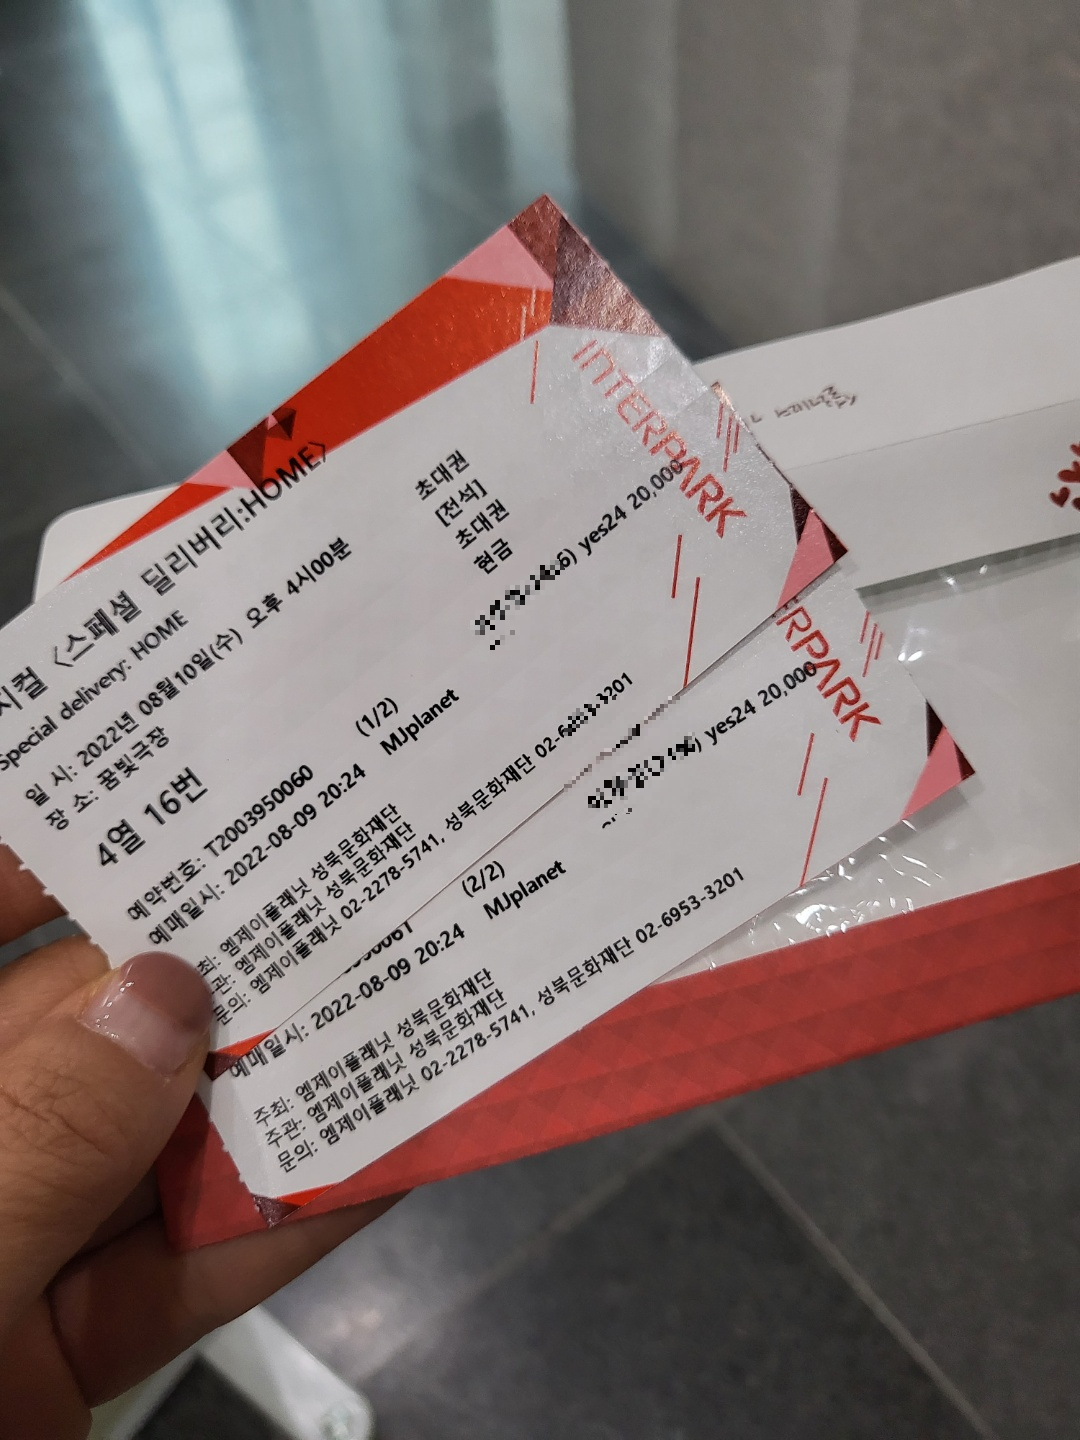 INTERPARK
지컬 〈스페셜 딜리버리:HOME〉
Special delivery: HOME
일 시: 2022년 08월10일(수) 오후 4시00분
장 소: 꿈빛극장
4열 16번
초대권
[전석]
초대권
현금
yes24 20,000
(1/2)
예약번호: T2003950060
MJplanet
예매일시: 2022-08-09 20:24
최: 엠제이플래닛 성북문화재단
관: 엠제이플래닛 성북문화재단
문의: 엠제이플래닛 02-2278-5741, 성북문화재단 02-6 3201
ERPARK
yes24 20,000
(2/2)
MJplanet
예매일시: 2022-08-09 20:24
주최: 엠제이플래닛 성북문화재단
주관: 엠제이플래닛 성북문화재단
문의: 엠제이플래닛 02-2278-5741, 성북문화재단 02-6953-3201